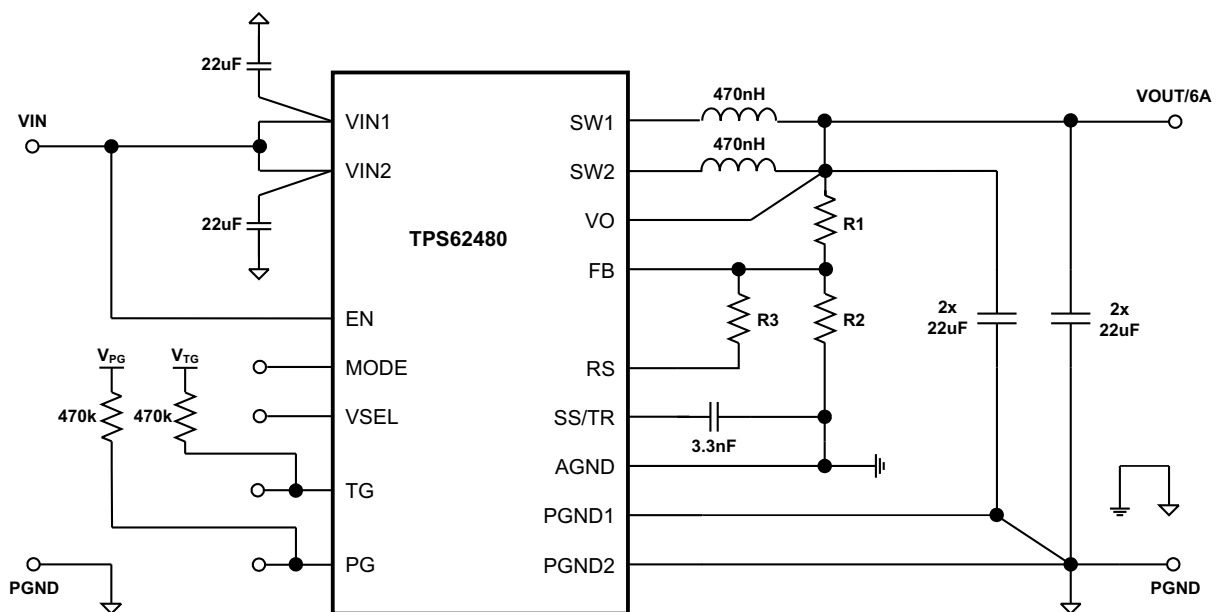 22uF
VIN
22uF
VIN1
VIN2
EN
MODE
VSEL
TG
PG
V_PG
V_TG
470k
470k
PGND
TPS62480
SW1
SW2
VO
FB
RS
SS/TR
AGND
PGND1
PGND2
470nH
470nH
R1
R3
R2
3.3nF
2x
22uF
2x
22uF
VOUT/6A
PGND